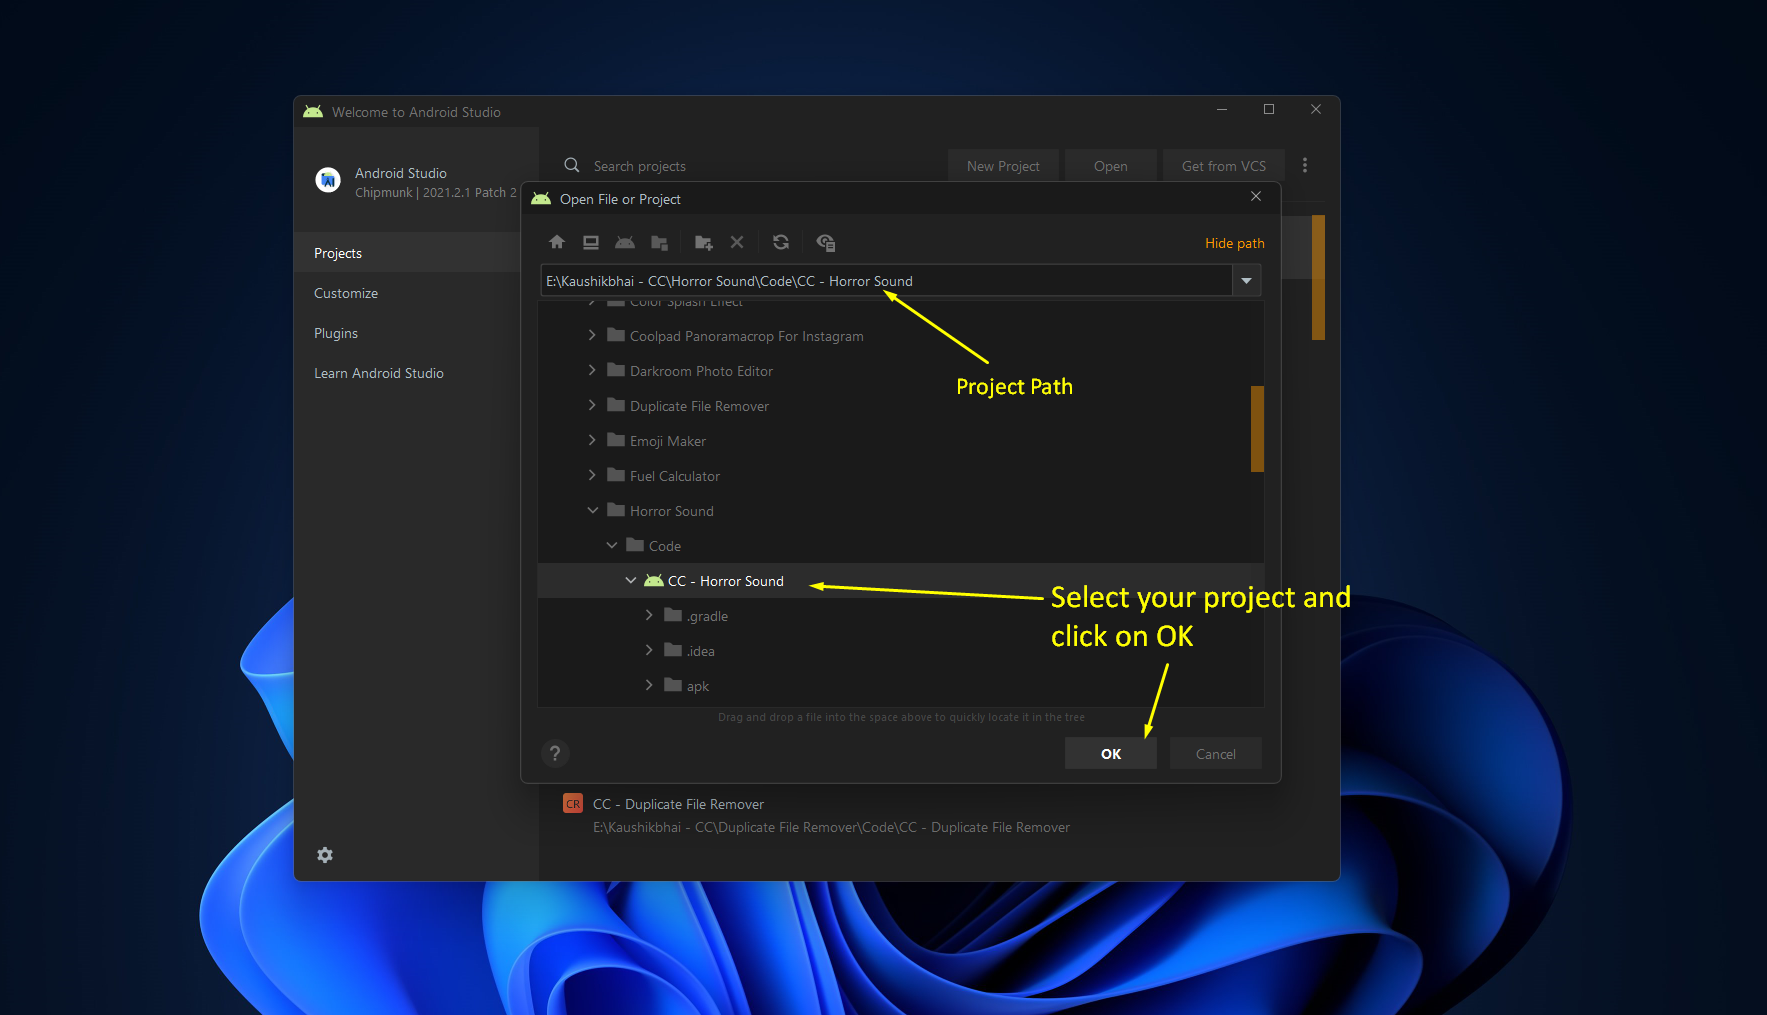 Welcome to Android Studio
Android Studio
Chipmunk | 2021.2.1 Patch 2
Search projects
New Project
Open
Get from VCS
Projects
Customize
Plugins
Learn Android Studio
Open File or Project
Hide path
E:\Kaushikbhai - CC\Horror Sound\Code\CC - Horror Sound
Color Splash Effect
Coolpad Panoramacrop For Instagram
Project Path
Darkroom Photo Editor
Duplicate File Remover
Emoji Maker
Fuel Calculator
Horror Sound
Code
CC - Horror Sound
Select your project and
click on OK
.gradle
.idea
apk
Drag and drop a file into the space above to quickly locate it in the tree
?
OK
Cancel
CR
CC - Duplicate File Remover
E:\Kaushikbhai - CC\Duplicate File Remover\Code\CC - Duplicate File Remover